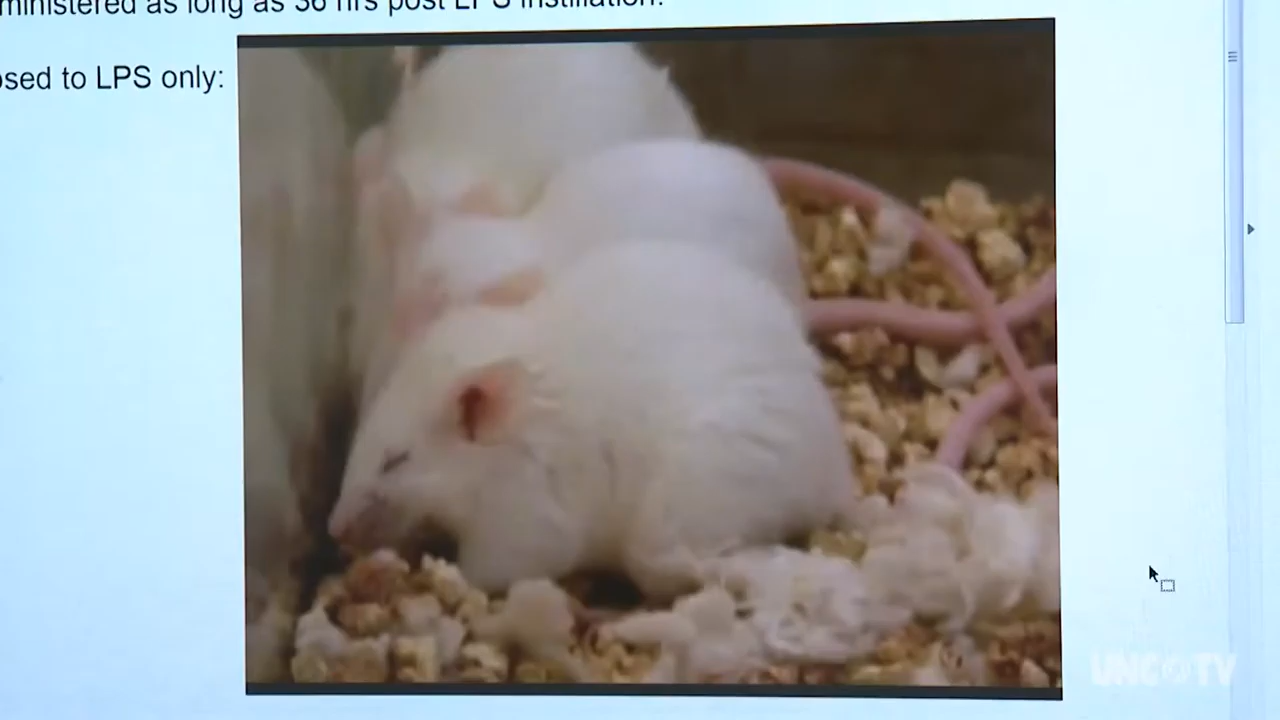 ministered as long as 36 hrs post LPS instillation.
osed to LPS only:
UNC TV